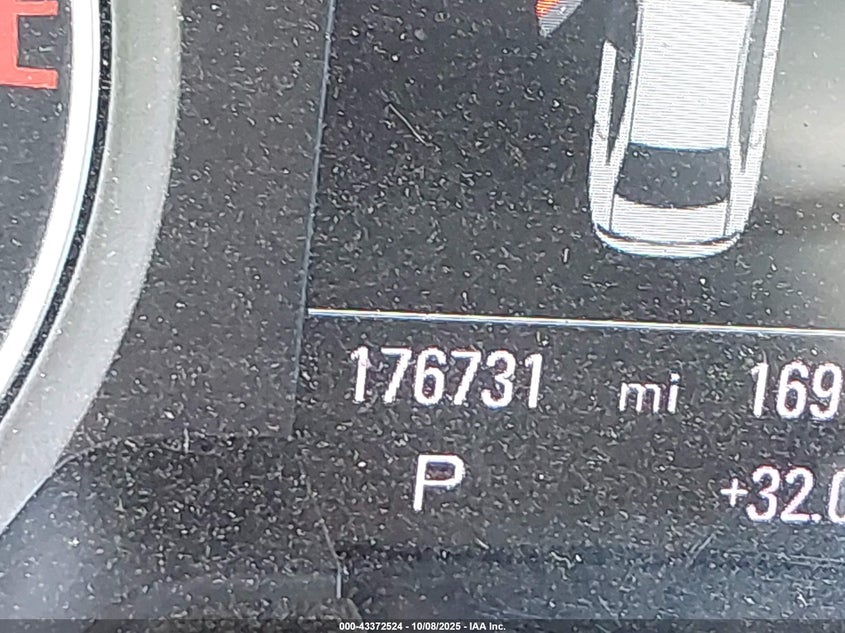 E
176731 mi 169
P +32.0
000-43372524 - 10/08/2025 - IAA Inc.